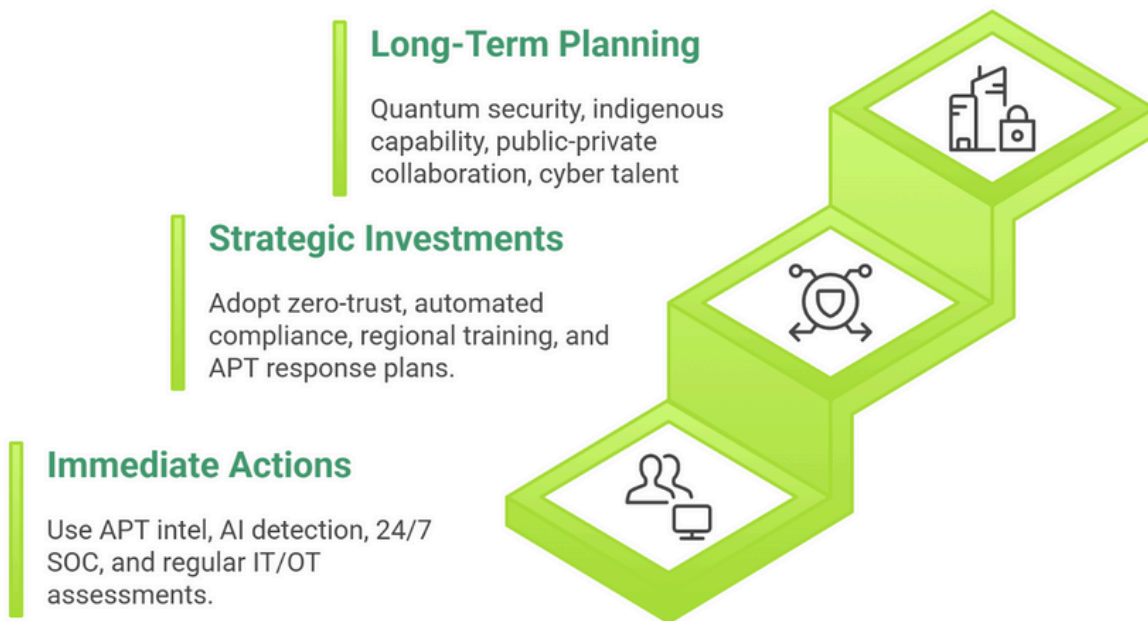 Long-Term Planning
Quantum security, indigenous
capability, public-private
collaboration, cyber talent
Strategic Investments
Adopt zero-trust, automated
compliance, regional training, and
APT response plans.
Immediate Actions
Use APT intel, AI detection, 24/7
SOC, and regular IT/OT
assessments.